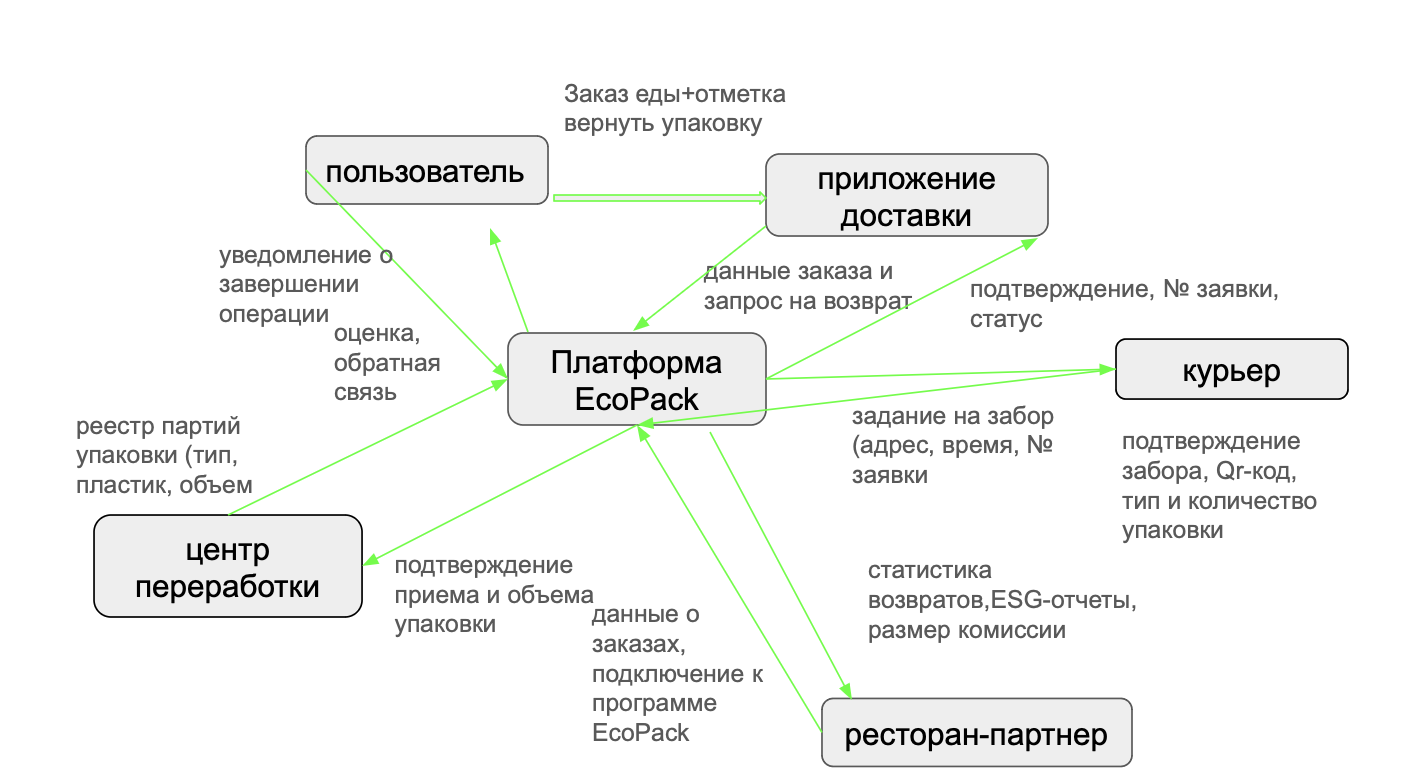 Заказ еды+отметка
вернуть упаковку
пользователь
приложение
доставки
уведомление о
завершении
операции
данные заказа и
запрос на возврат
подтверждение, № заявки,
статус
оценка,
обратная
связь
Платформа
EcoPack
курьер
реестр партий
упаковки (тип,
пластик, объем
задание на забор
(адрес, время, №
заявки
подтверждение
забора, Qr-код,
тип и количество
упаковки
центр
переработки
подтверждение
приема и объема
упаковки
данные о
заказах,
подключение к
программе
EcoPack
статистика
возвратов,ESG-отчеты,
размер комиссии
ресторан-партнер